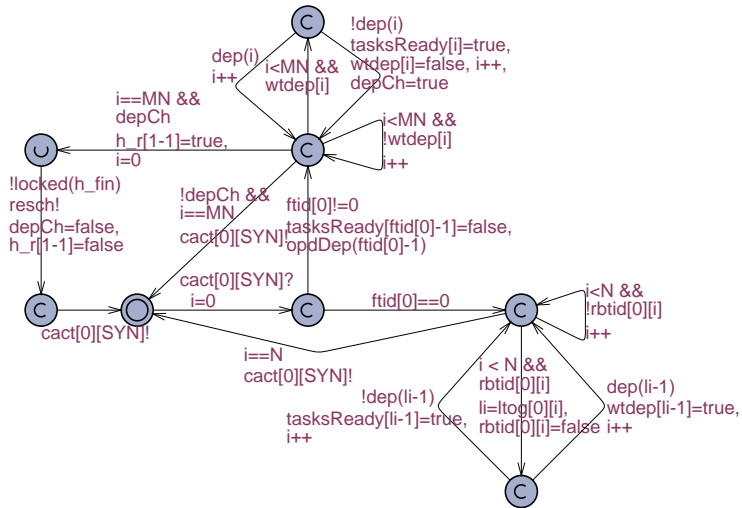 C
dep(i)
i++
i<MN &&
wtdep[i]
!dep(i)
tasksReady[i]=true,
wtdep[i]=false, i++,
depCh=true
i==MN &&
depCh
h_r[1-1]=true,
i=0
C
i<MN &&
!wtdep[i]
i++
!locked(h_fin)
resch!
depCh=false,
h_r[1-1]=false
!depCh &&
i==MN
cact[0][SYN]!
ftid[0]!=0
tasksReady[ftid[0]-1]=false,
opdDep(ftid[0]-1)
cact[0][SYN]?
i=0
C
cact[0][SYN]!
C
ftid[0]==0
C
i<N &&
!rbtid[0][i]
i++
i==N
cact[0][SYN]!
!dep(li-1)
tasksReady[li-1]=true,
i++
i < N &&
rbtid[0][i]
li=ltog[0][i],
rbtid[0][i]=false
dep(li-1)
wtdep[li-1]=true,
i++
C